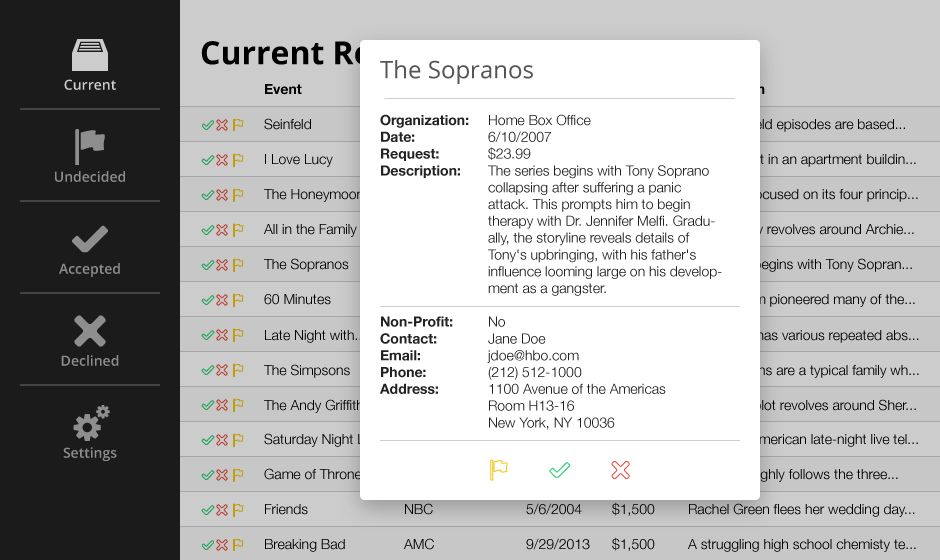 Current
Undecided
Accepted
Declined
Settings
Current Re
Event
Seinfeld
eld episodes are based...
I Love Lucy
t in an apartment buildin...
The Honeymoon
ocused on its four princip...
All in the Family
y revolves around Archie...
The Sopranos
begins with Tony Sopran...
60 Minutes
m pioneered many of the...
Late Night with...
has various repeated abs...
The Simpsons
ns are a typical family wh...
The Andy Griffith
plot revolves around Sher...
Saturday Night L
merican late-night live tel...
Game of Throne
ghly follows the three...
Friends NBC 5/6/2004 $1,500 Rachel Green flees her wedding day...
Breaking Bad AMC 9/29/2013 $1,500 A struggling high school chemisty te...
The Sopranos
Organization: Home Box Office
Date: 6/10/2007
Request: $23.99
Description: The series begins with Tony Soprano
collapsing after suffering a panic
attack. This prompts him to begin
therapy with Dr. Jennifer Melfi. Gradu-
ally, the storyline reveals details of
Tony's upbringing, with his father's
influence looming large on his develop-
ment as a gangster.
Non-Profit: No
Contact: Jane Doe
Email: jdoe@hbo.com
Phone: (212) 512-1000
Address: 1100 Avenue of the Americas
Room H13-16
New York, NY 10036